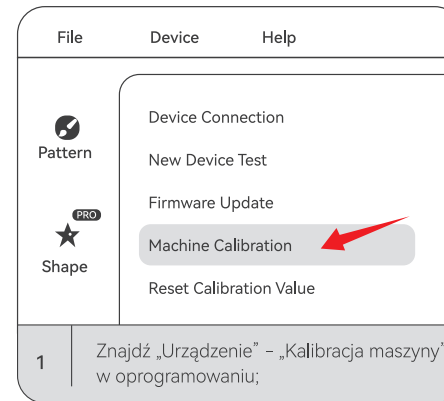 File Device Help
Pattern
PRO
Shape
Device Connection
New Device Test
Firmware Update
Machine Calibration
Reset Calibration Value
1 Znajdź „Urządzenie” – „Kalibracja maszyny”
w oprogramowaniu;